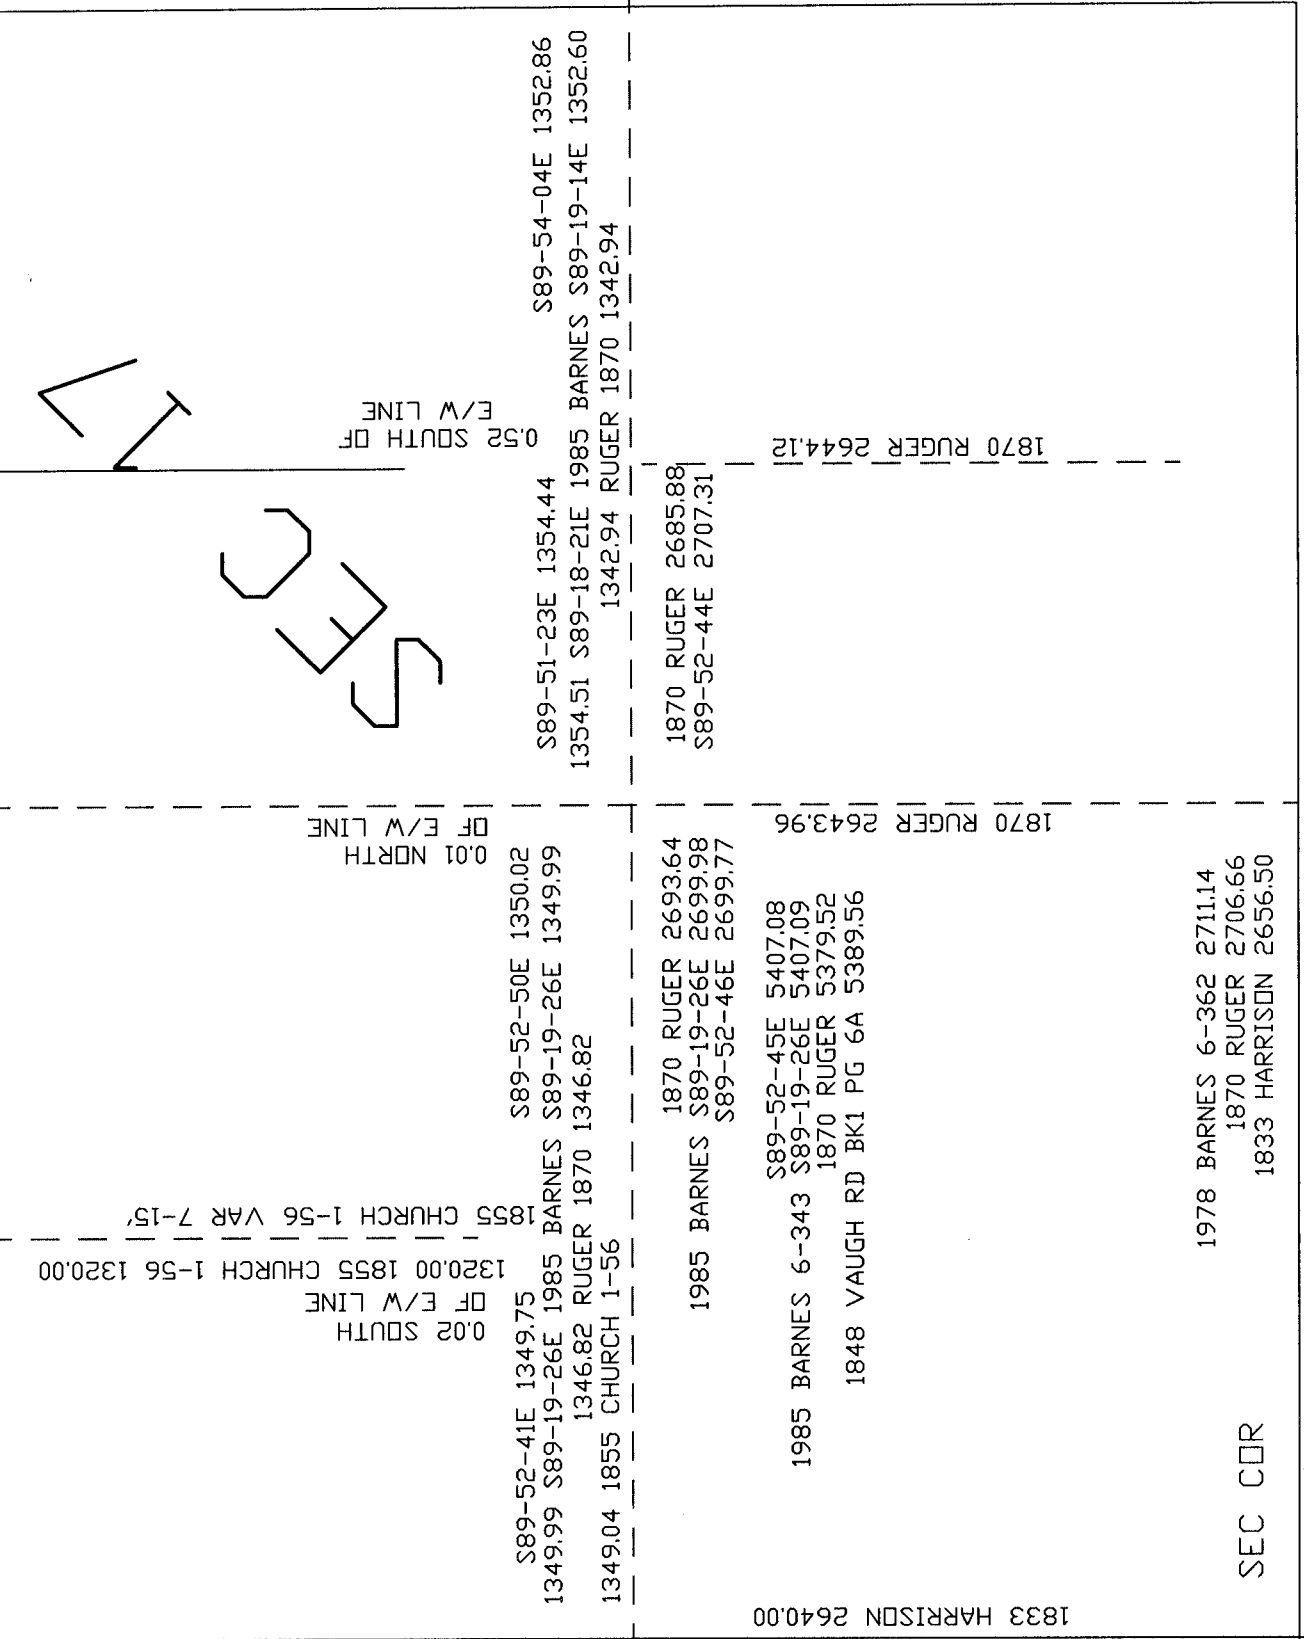 S89-54-04E 1352.86
1354.51 S89-18-21E 1985 BARNES S89-19-14E 1352.60
1342.94 RUGER 1870 1342.94
S89-51-23E 1354.44
0.52 SOUTH OF
E/W LINE
SEC
1870 RUGER 2644.12
1870 RUGER 2685.88
S89-52-44E 2707.31
0.01 NORTH
OF E/W LINE
1870 RUGER 2643.96
S89-52-50E 1350.02
1349.99 S89-19-26E 1985 BARNES S89-19-26E 1349.99
1346.82 RUGER 1870 1346.82
1349.04 1855 CHURCH 1-56
S89-52-41E 1349.75
1855 CHURCH 1-56 VAR 7-15'
1320.00 1855 CHURCH 1-56 1320.00
0.02 SOUTH
OF E/W LINE
1870 RUGER 2693.64
1985 BARNES S89-19-26E 2699.98
S89-52-46E 2699.77
S89-52-45E 5407.08
1985 BARNES 6-343 S89-19-26E 5407.09
1870 RUGER 5379.52
1848 VAUGH RD BK1 PG 6A 5389.56
1978 BARNES 6-362 2711.14
1870 RUGER 2706.66
1833 HARRISON 2656.50
SEC COR
1833 HARRISON 2640.00